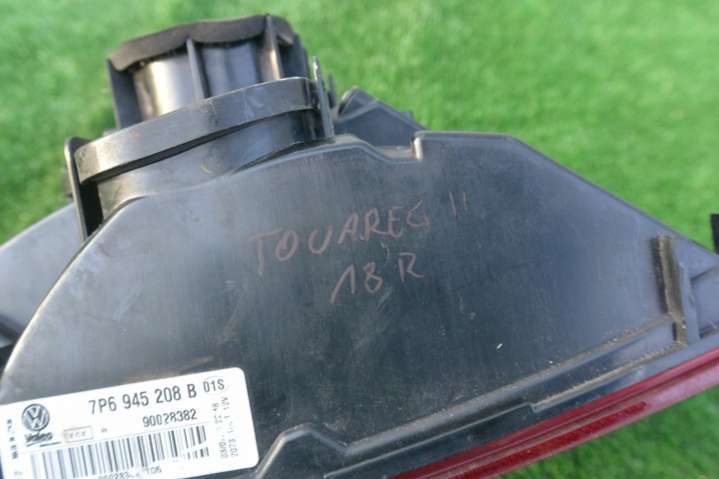 TOUAREG II
18 R
7P6 945 208 B 01S
90028382
Valeo